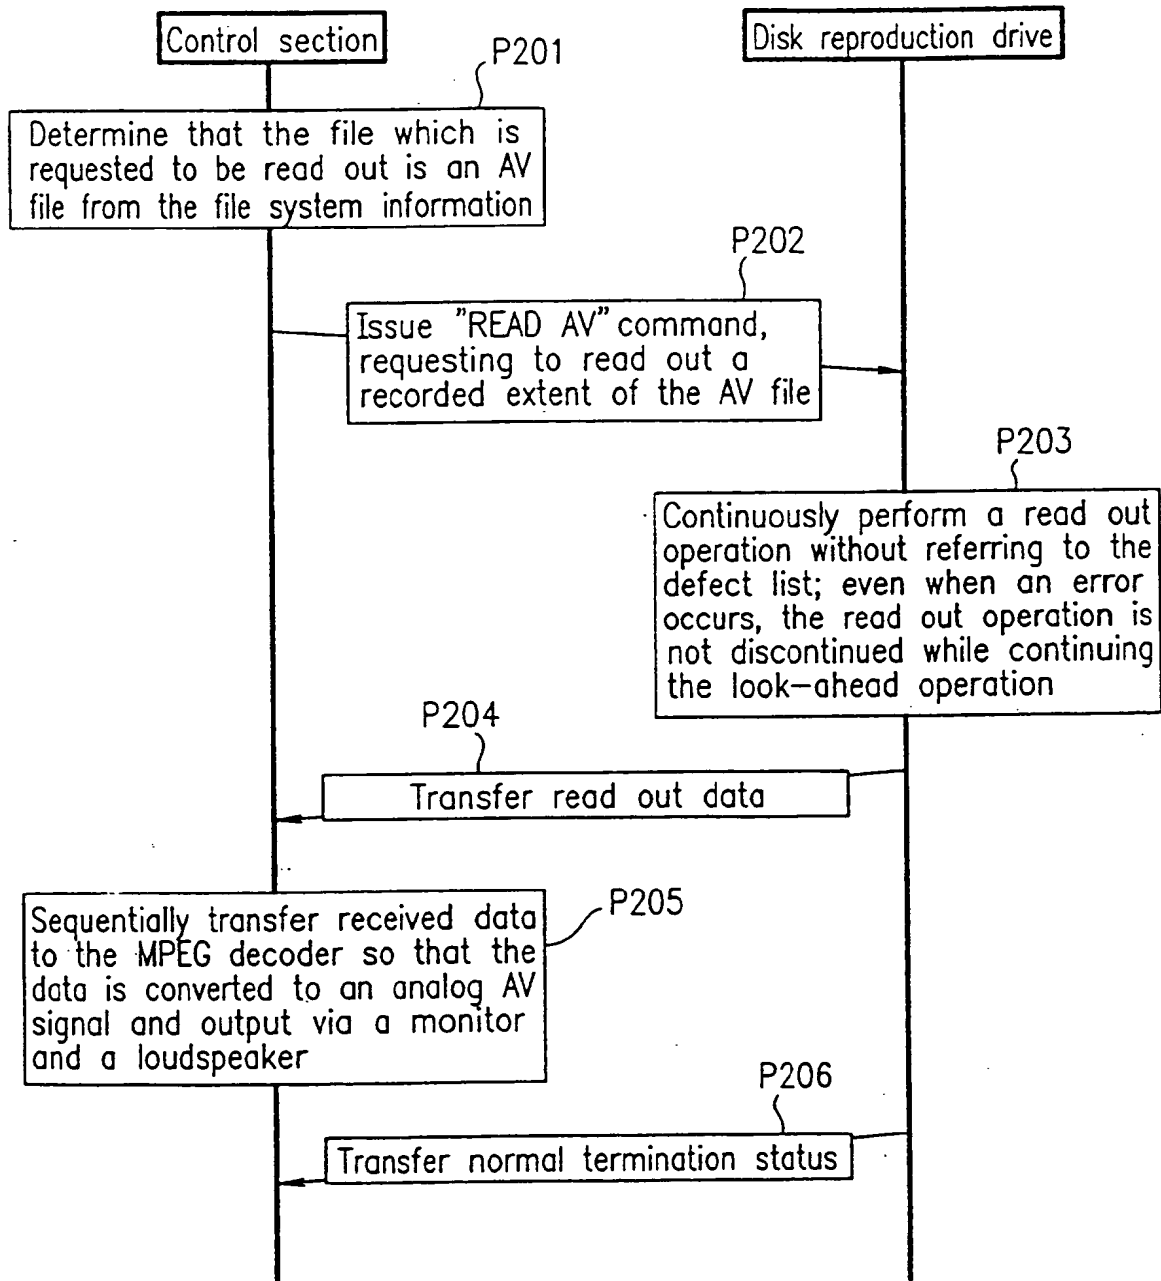 Control section
Disk reproduction drive
P201
Determine that the file which is
requested to be read out is an AV
file from the file system information
P202
Issue "READ AV" command,
requesting to read out a
recorded extent of the AV file
P203
Continuously perform a read out
operation without referring to the
defect list; even when an error
occurs, the read out operation is
not discontinued while continuing
the look-ahead operation
P204
Transfer read out data
P205
Sequentially transfer received data
to the MPEG decoder so that the
data is converted to an analog AV
signal and output via a monitor
and a loudspeaker
P206
Transfer normal termination status